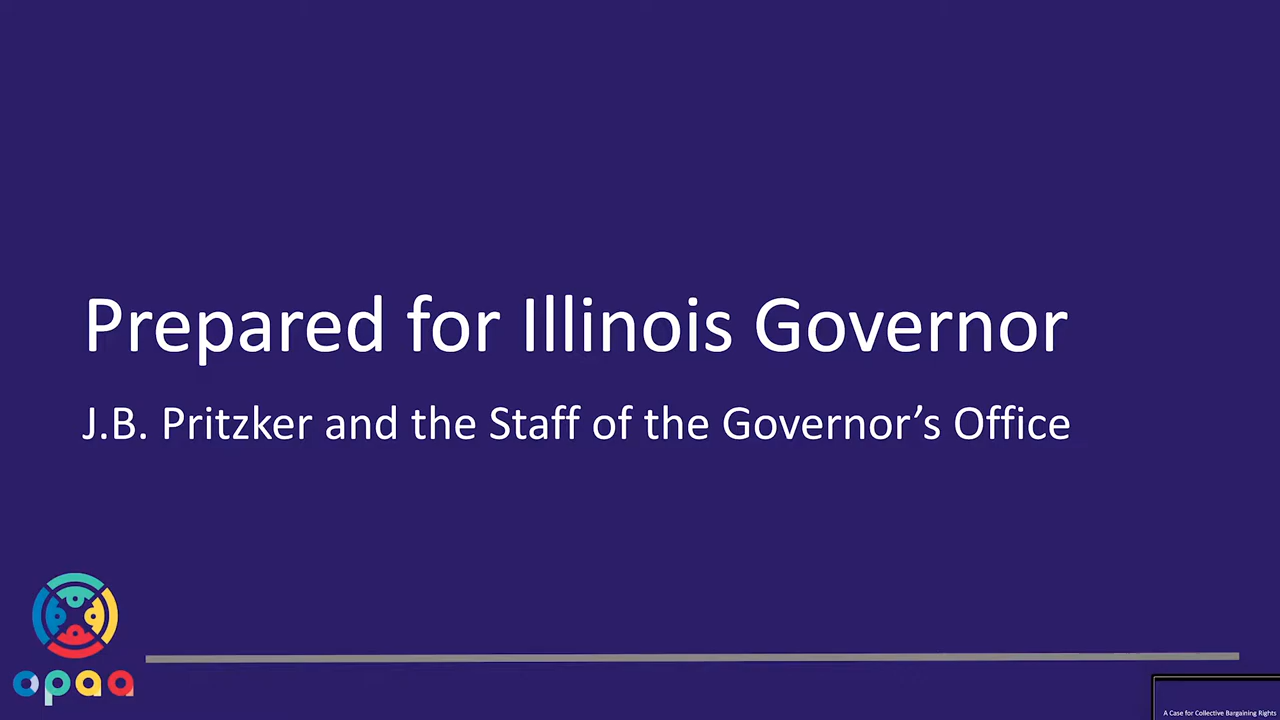 Prepared for Illinois Governor
J.B. Pritzker and the Staff of the Governor’s Office
opaa
A Case for Collective Bargaining Rights